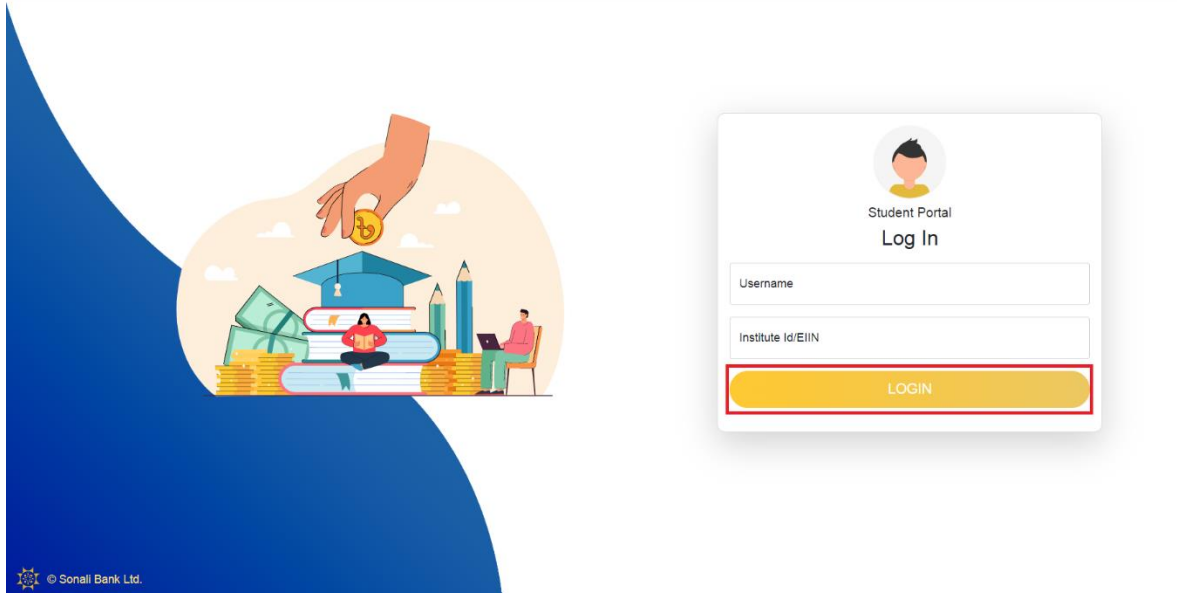 Student Portal
Log In
Username
Institute Id/EIIN
LOGIN
© Sonali Bank Ltd.